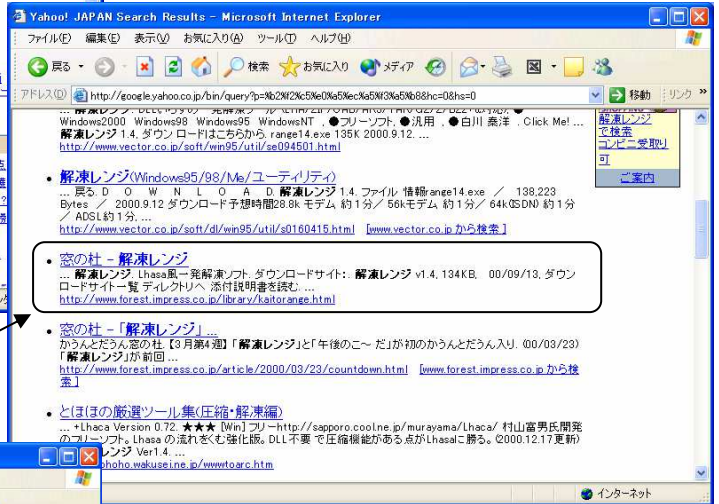 Yahoo! JAPAN Search Results - Microsoft Internet Explorer
ファイル(F) 編集(E) 表示(V) お気に入り(A) ツール(T) ヘルプ(H)
戻る 検索 お気に入り メディア
アドレス(D) http://google.yahoo.co.jp/bin/query?p=%b2%f2%c5%e0%a5%ec%a5%f3%a5%b8&hc=0&hs=0 移動 リンク
Windows2000 Windows98 Windows95 WindowsNT , ●フリーソフト, ●汎用 , ●白川 泰洋 , Click Me! ...
解凍レンジ 1.4, ダウン ロードはこちらから. range14.exe 135K 2000.9.12. ...
http://www.vector.co.jp/soft/win95/util/se094501.html
解凍レンジ
で検索
コンビニ受取り
可
ご案内
• 解凍レンジ(Windows95/98/Me/ユーティリティ)
... 戻る. D O W N L O A D. 解凍レンジ 1.4. ファイル 情報range14.exe / 138,223
Bytes / 2000.9.12 ダウンロード予想時間28.8k モデム 約1分/ 56kモデム 約1分/ 64k(ISDN) 約1分
/ ADSL約1分. ...
http://www.vector.co.jp/soft/dl/win95/util/s0160415.html [www.vector.co.jp から検索]
• 窓の杜 - 解凍レンジ
... 解凍レンジ. Lhasa風一発解凍ソフト. ダウンロードサイト:. 解凍レンジ v1.4, 134KB, 00/09/13, ダウン
ロードサイト一覧 ディレクトリへ 添付説明書を読む. ...
http://www.forest.impress.co.jp/library/kaitorange.html
• 窓の杜 - 「解凍レンジ」 ...
かうんとだうん窓の杜. 【3月第4週】「解凍レンジ」と「午後のこ～だ」が初のかうんとだうん入り. (00/03/23)
「解凍レンジ」が前回 ...
http://www.forest.impress.co.jp/article/2000/03/23/countdown.html [www.forest.impress.co.jp から検
索]
• とほほの厳選ツール集(圧縮・解凍編)
... +Lhaca Version 0.72. ★★★ [Win] フリーhttp://sapporo.cool.ne.jp/murayama/Lhaca/ 村山富男氏開発
のフリーソフト。Lhasa の流れをくむ強化版。DLL不要 で圧縮機能がある点がLhasaに勝る。(2000.12.17更新)
レンジ Ver1.4. ...
ohoho.wakusei.ne.jp/wwwtoarc.htm
インターネット